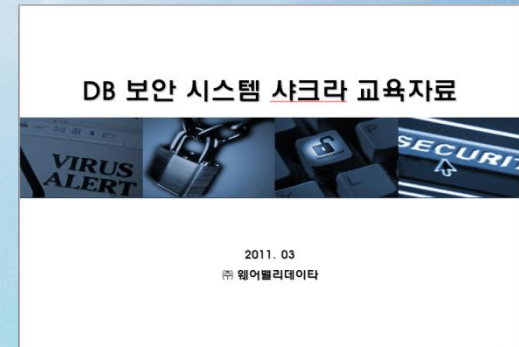 DB 보안 시스템 샤크라 교육자료
VIRUS
ALERT
SECURIT
2011. 03
㈜ 웨어밸리데이타